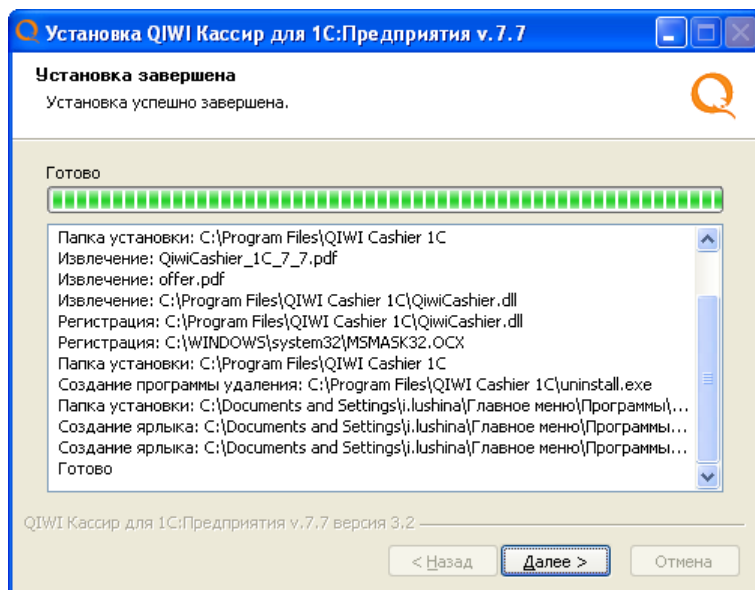 Установка QIWI Кассир для 1С:Предприятия v.7.7
Установка завершена
Установка успешно завершена.
Готово
Папка установки: C:\Program Files\QIWI Cashier 1C
Извлечение: QiwiCashier_1C_7_7.pdf
Извлечение: offer.pdf
Извлечение: C:\Program Files\QIWI Cashier 1C\QiwiCashier.dll
Регистрация: C:\Program Files\QIWI Cashier 1C\QiwiCashier.dll
Регистрация: C:\WINDOWS\system32\MSMASK32.OCX
Папка установки: C:\Program Files\QIWI Cashier 1C
Создание программы удаления: C:\Program Files\QIWI Cashier 1C\uninstall.exe
Папка установки: C:\Documents and Settings\i.lushina\Главное меню\Программы\...
Создание ярлыка: C:\Documents and Settings\i.lushina\Главное меню\Программы...
Создание ярлыка: C:\Documents and Settings\i.lushina\Главное меню\Программы...
Готово
QIWI Кассир для 1С:Предприятия v.7.7 версия 3.2
< Назад
Далее >
Отмена